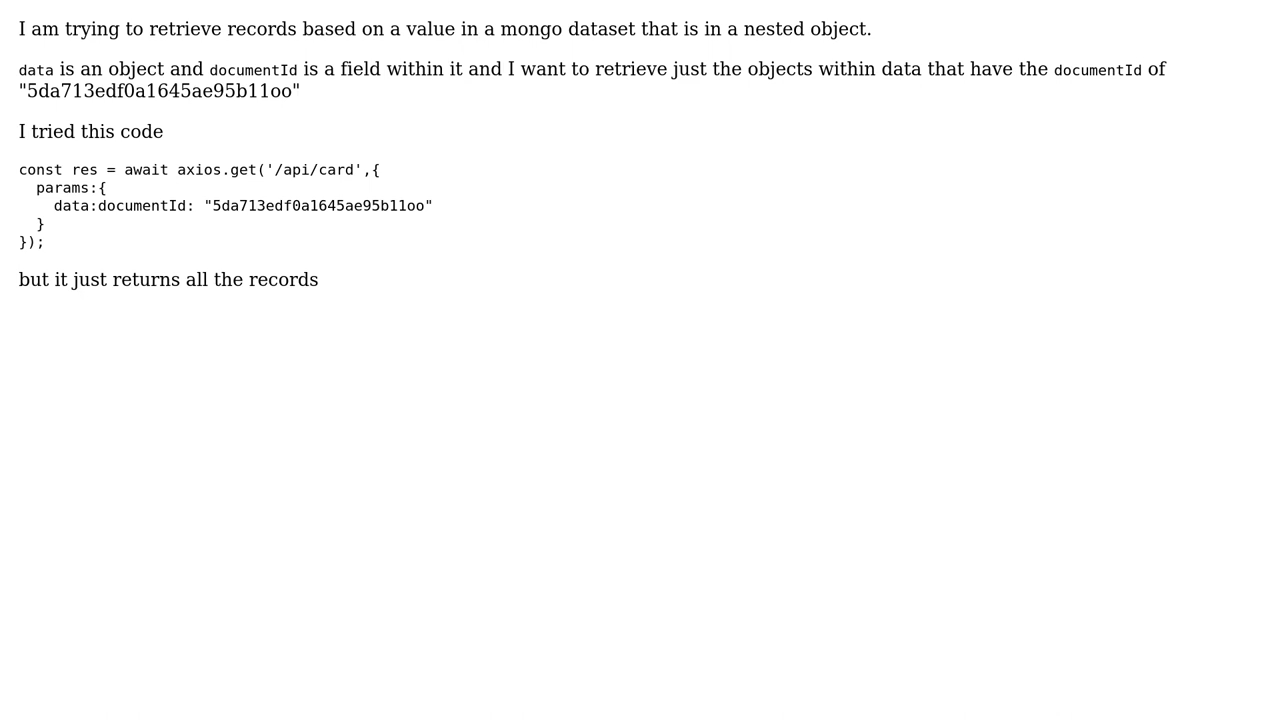 I am trying to retrieve records based on a value in a mongo dataset that is in a nested object.
data is an object and documentId is a field within it and I want to retrieve just the objects within data that have the documentId of
"5da713edf0a1645ae95b11oo"
I tried this code
const res = await axios.get('/api/card',{
  params:{
    data:documentId: "5da713edf0a1645ae95b11oo"
  }
});
but it just returns all the records